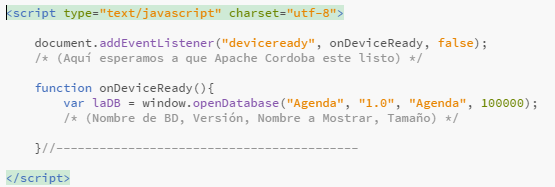 <script type="text/javascript" charset="utf-8">
document.addEventListener("deviceready", onDeviceReady, false);
/* (Aquí esperamos a que Apache Cordoba este listo) */
function onDeviceReady(){
var laDB = window.openDatabase("Agenda", "1.0", "Agenda", 100000);
/* (Nombre de BD, Versión, Nombre a Mostrar, Tamaño) */
}//------------------------------------------
</script>